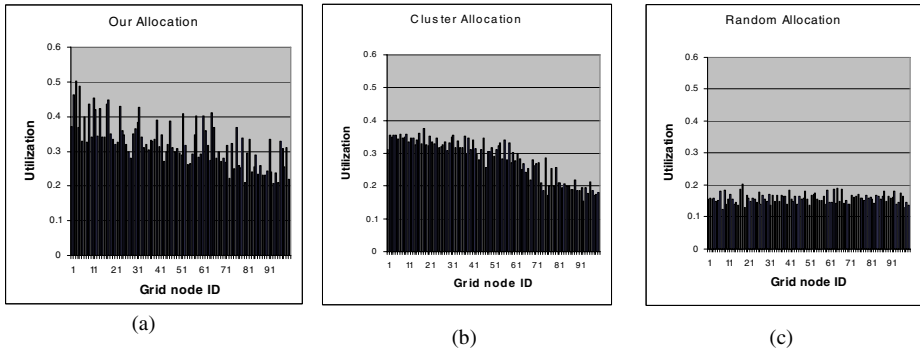 Our Allocation
0.6
0.5
0.4
0.3
0.2
0.1
0
Utilization
1 11 21 31 41 51 61 71 81 91
Grid node ID
(a)
Cluster Allocation
0.6
0.5
0.4
0.3
0.2
0.1
0
Utilization
1 11 21 31 41 51 61 71 81 91
Grid node ID
(b)
Random Allocation
0.6
0.5
0.4
0.3
0.2
0.1
0
Utilization
1 11 21 31 41 51 61 71 81 91
Grid node ID
(c)